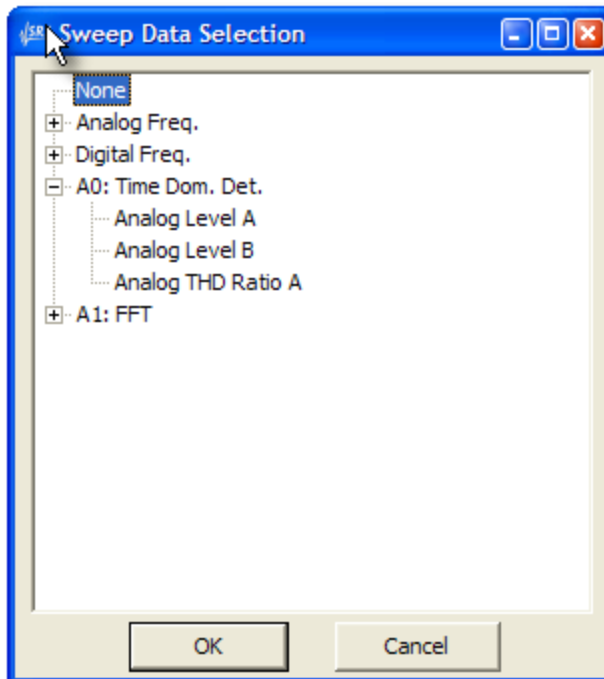 SR Sweep Data Selection
None
Analog Freq.
Digital Freq.
A0: Time Dom. Det.
Analog Level A
Analog Level B
Analog THD Ratio A
A1: FFT
OK Cancel